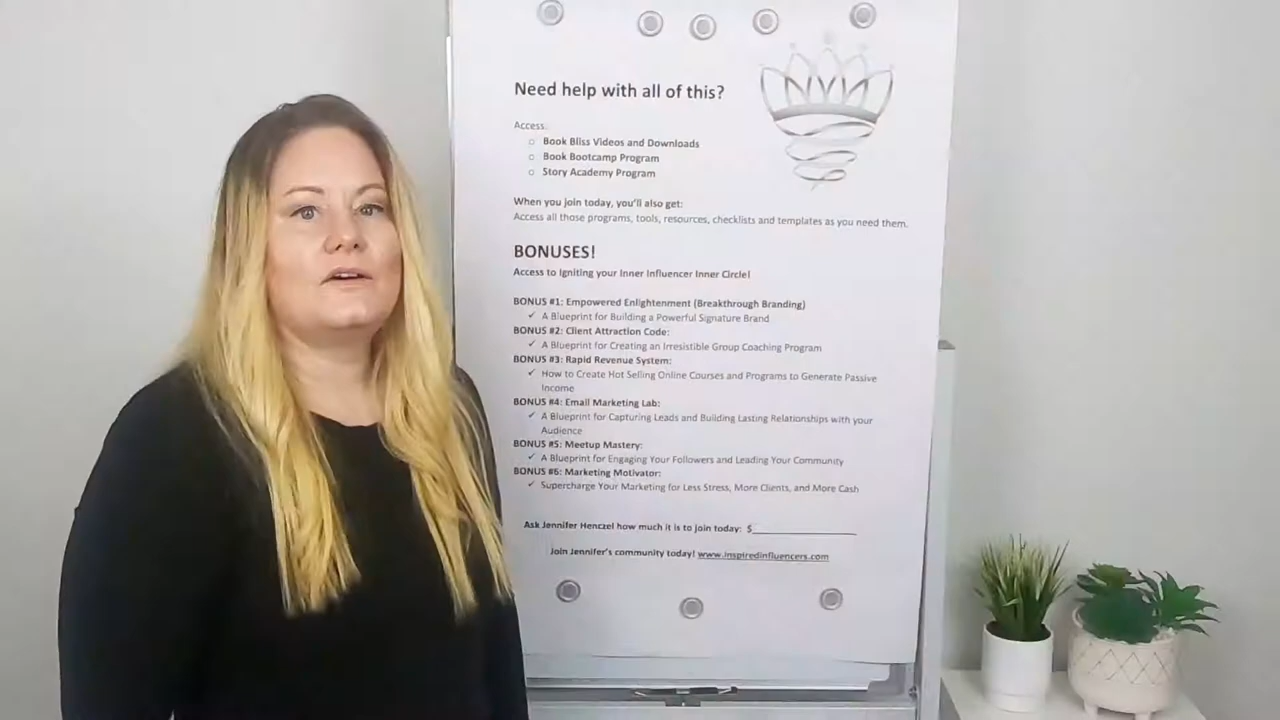 Need help with all of this?
Access:
○ Book Bliss Videos and Downloads
○ Book Bootcamp Program
○ Story Academy Program
When you join today, you'll also get:
Access all those programs, tools, resources, checklists and templates as you need them.
BONUSES!
Access to Igniting your Inner Influencer Inner Circle!
BONUS #1: Empowered Enlightenment (Breakthrough Branding)
✓ A Blueprint for Building a Powerful Signature Brand
BONUS #2: Client Attraction Code:
✓ A Blueprint for Creating an Irresistible Group Coaching Program
BONUS #3: Rapid Revenue System:
✓ How to Create Hot Selling Online Courses and Programs to Generate Passive
Income
BONUS #4: Email Marketing Lab:
✓ A Blueprint for Capturing Leads and Building Lasting Relationships with your
Audience
BONUS #5: Meetup Mastery:
✓ A Blueprint for Engaging Your Followers and Leading Your Community
BONUS #6: Marketing Motivator:
✓ Supercharge Your Marketing for Less Stress, More Clients, and More Cash
Ask Jennifer Henczel how much it is to join today: $_______________
Join Jennifer's community today! www.inspiredinfluencers.com